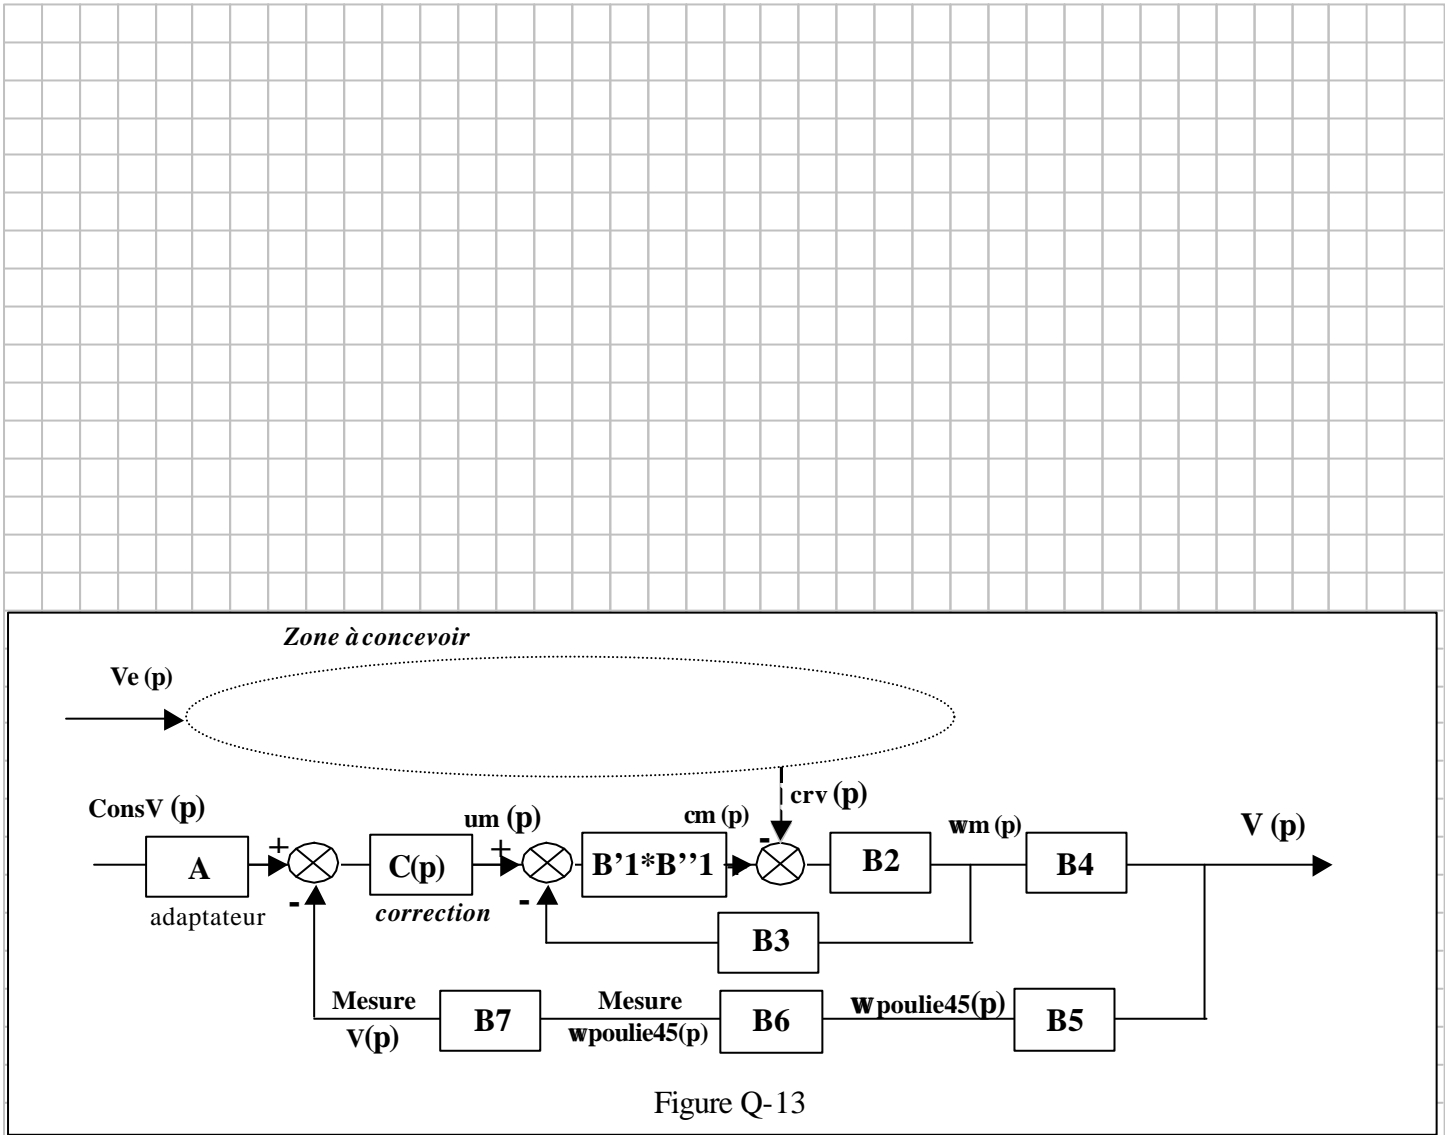 Zone à concevoir
Ve (p)
ConsV (p)
A
adaptateur
+
-
C(p)
correction
um (p)
+
-
B'1*B''1
cm (p)
-
+
crv (p)
B2
wm (p)
B4
V (p)
B3
Mesure
V(p)
B7
Mesure
wpoulie45(p)
B6
wpoulie45(p)
B5
Figure Q-13